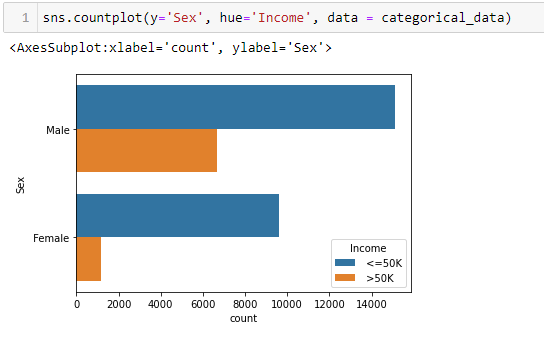 1 sns.countplot(y='Sex', hue='Income', data = categorical_data)
<AxesSubplot:xlabel='count', ylabel='Sex'>
Male
Sex
Female
Income
<=50K
>50K
0 2000 4000 6000 8000 10000 12000 14000
count